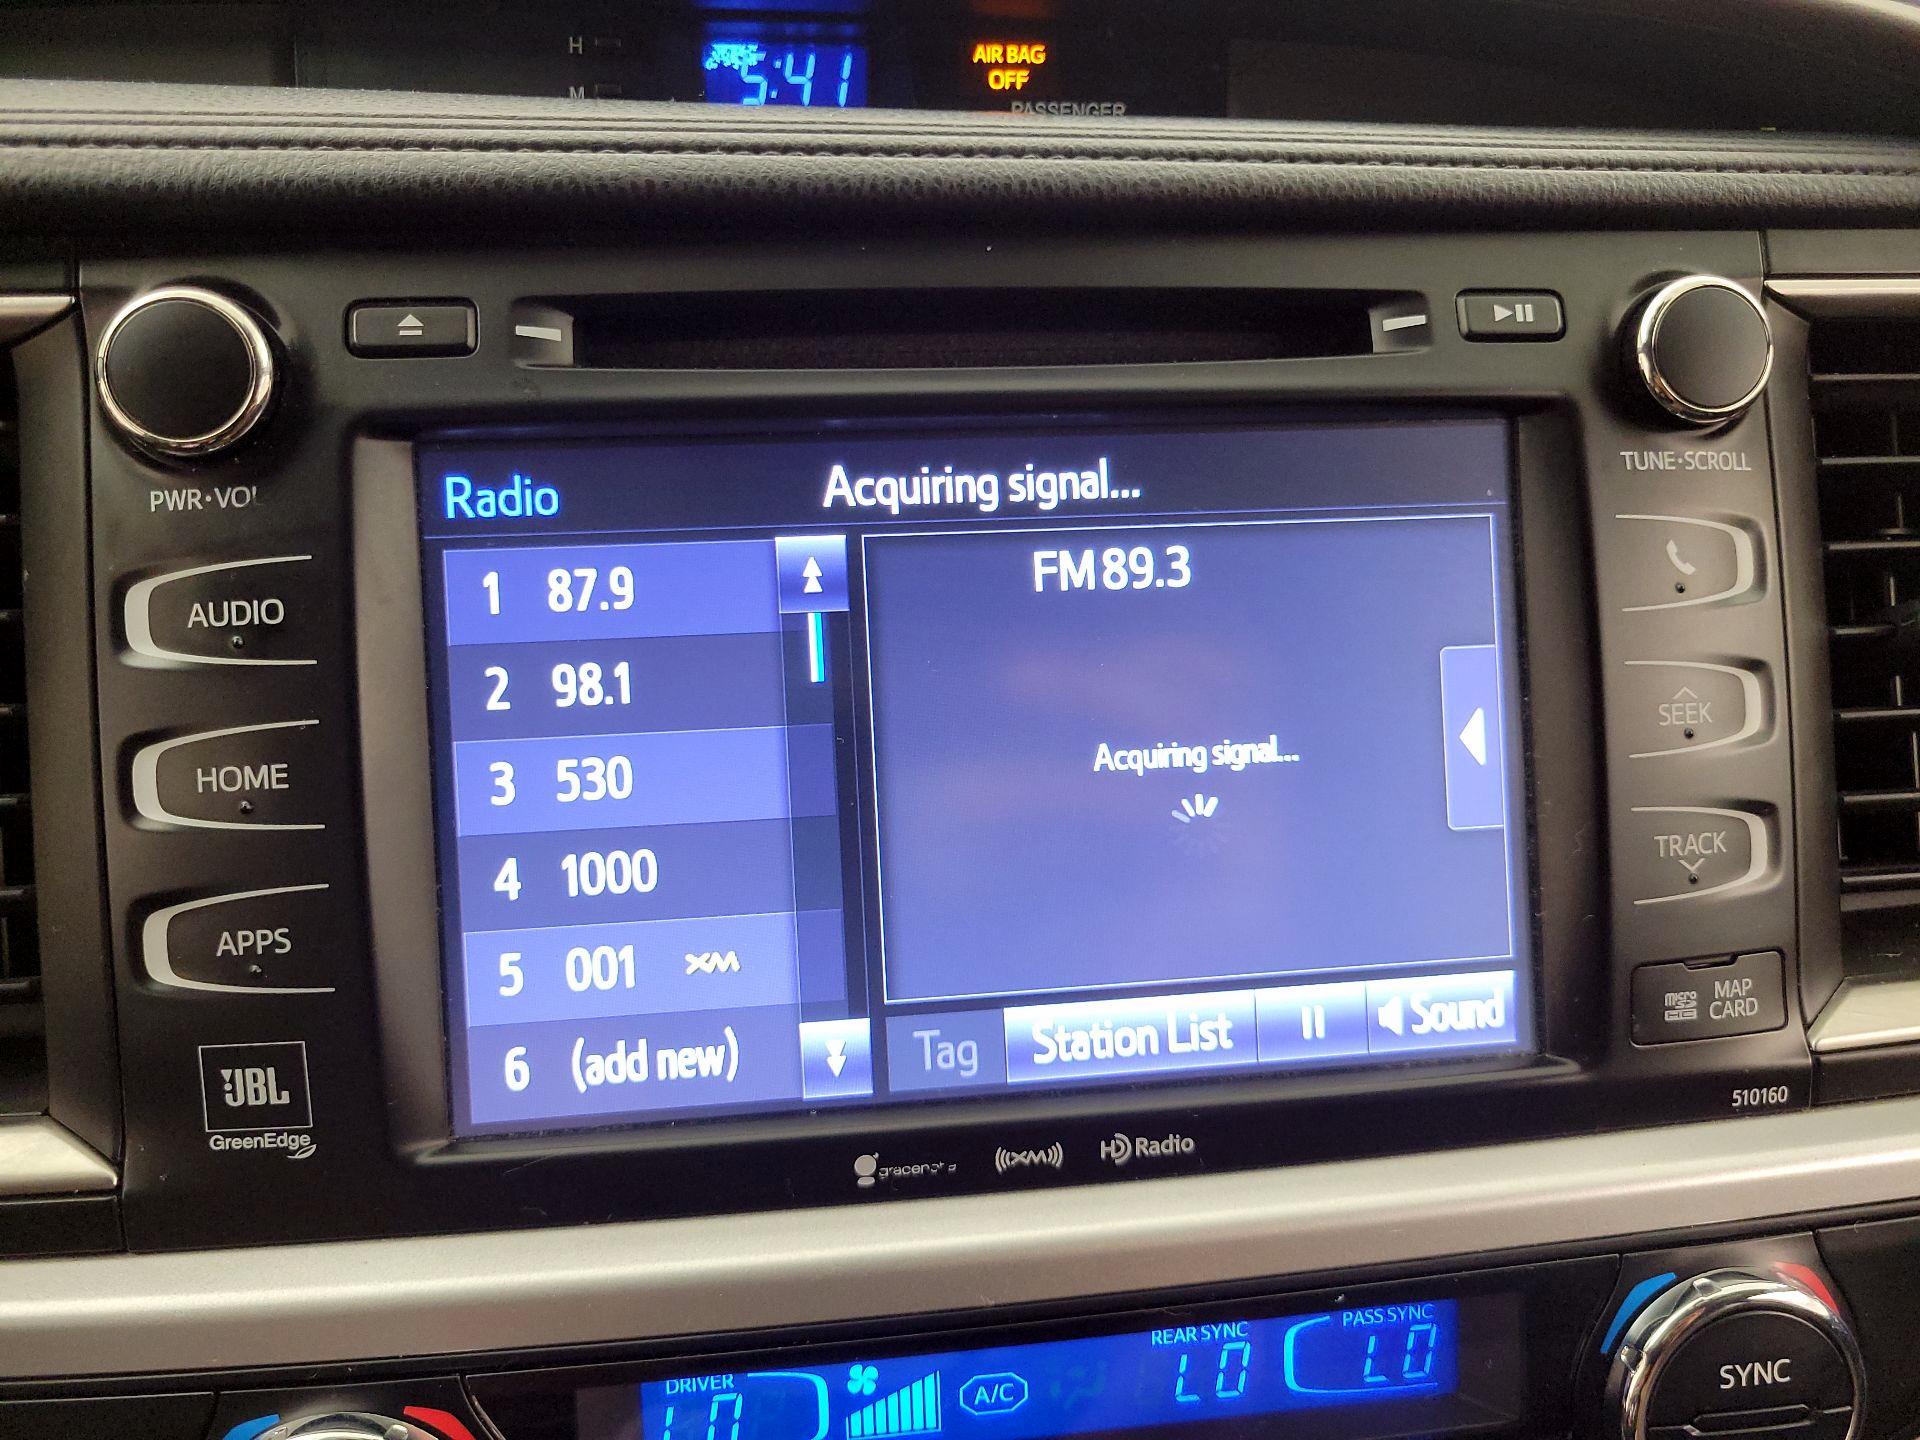 H
M
5:41
AIR BAG
OFF
PASSENGER
PWR·VOL
TUNE·SCROLL
Radio
Acquiring signal...
1 87.9
2 98.1
3 530
4 1000
5 001 XM
6 (add new)
FM 89.3
Acquiring signal...
Tag
Station List
Sound
AUDIO
HOME
APPS
SEEK
TRACK
micro
SD
HC
MAP
CARD
JBL
GreenEdge
510160
gracenote
((XM))
HD Radio
DRIVER
LO
A/C
REAR SYNC
LO
PASS SYNC
LO
SYNC